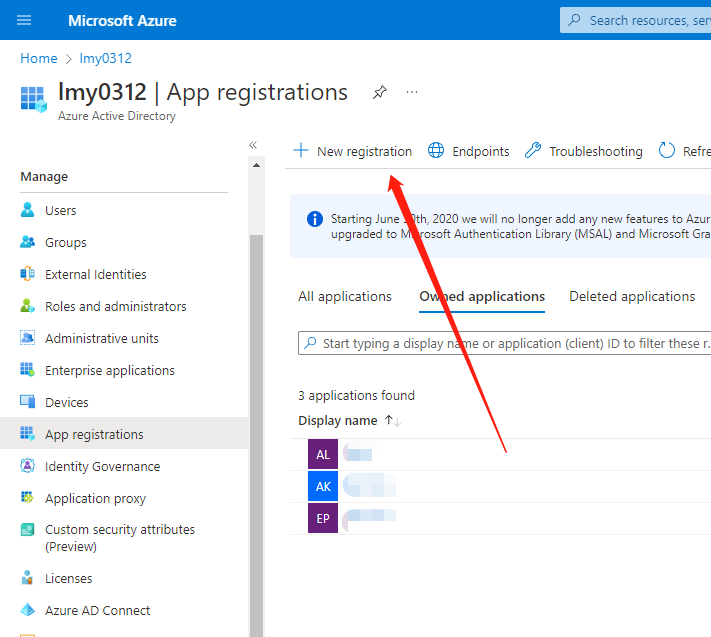 Microsoft Azure
Search resources, ser
Home > lmy0312
lmy0312 | App registrations
Azure Active Directory
Manage
Users
Groups
External Identities
Roles and administrators
Administrative units
Enterprise applications
Devices
App registrations
Identity Governance
Application proxy
Custom security attributes
(Preview)
Licenses
Azure AD Connect
New registration Endpoints Troubleshooting Refre
Starting June 30th, 2020 we will no longer add any new features to Azur
upgraded to Microsoft Authentication Library (MSAL) and Microsoft Gra
All applications Owned applications Deleted applications
Start typing a display name or application (client) ID to filter these r.
3 applications found
Display name
AL
AK
EP